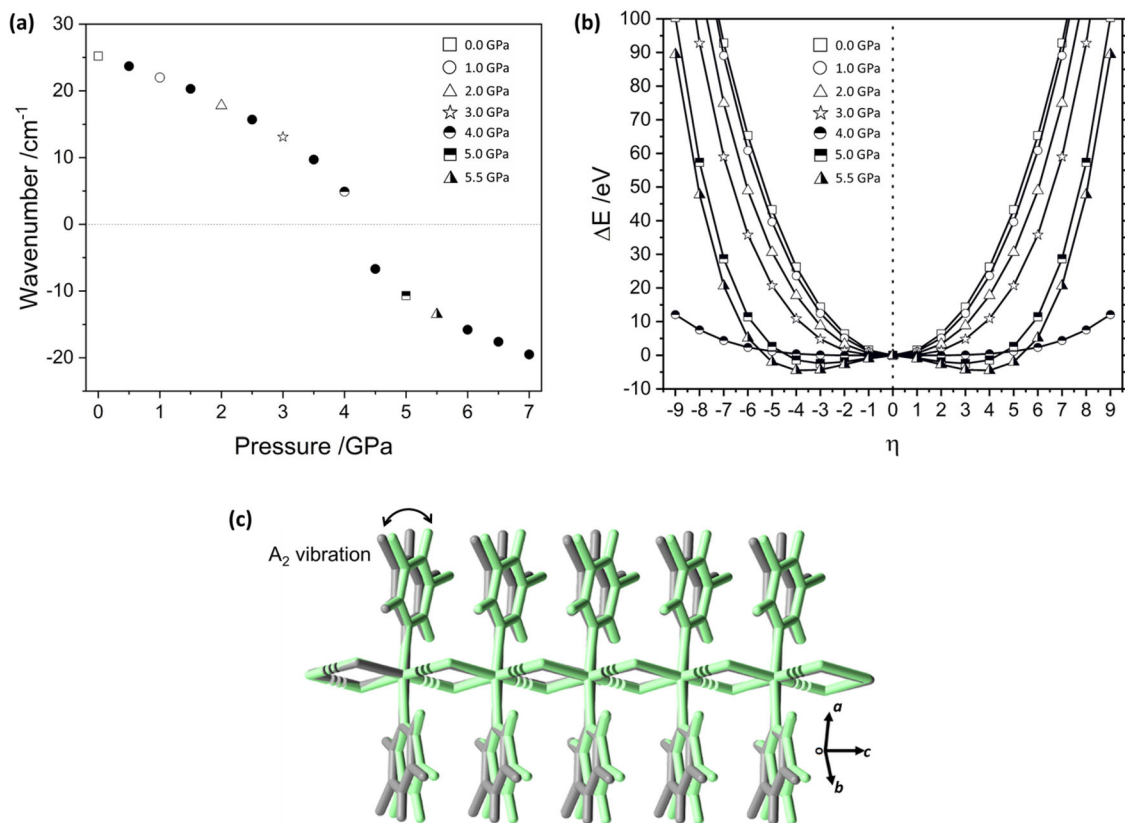 (a)
30
20
10
0
-10
-20
Wavenumber /cm-1
0 1 2 3 4 5 6 7
Pressure /GPa
0.0 GPa
1.0 GPa
2.0 GPa
3.0 GPa
4.0 GPa
5.0 GPa
5.5 GPa
(b)
100
90
80
70
60
50
40
30
20
10
0
-10
ΔE /eV
-9 -8 -7 -6 -5 -4 -3 -2 -1 0 1 2 3 4 5 6 7 8 9
η
0.0 GPa
1.0 GPa
2.0 GPa
3.0 GPa
4.0 GPa
5.0 GPa
5.5 GPa
(c)
A2 vibration
a
o
c
b